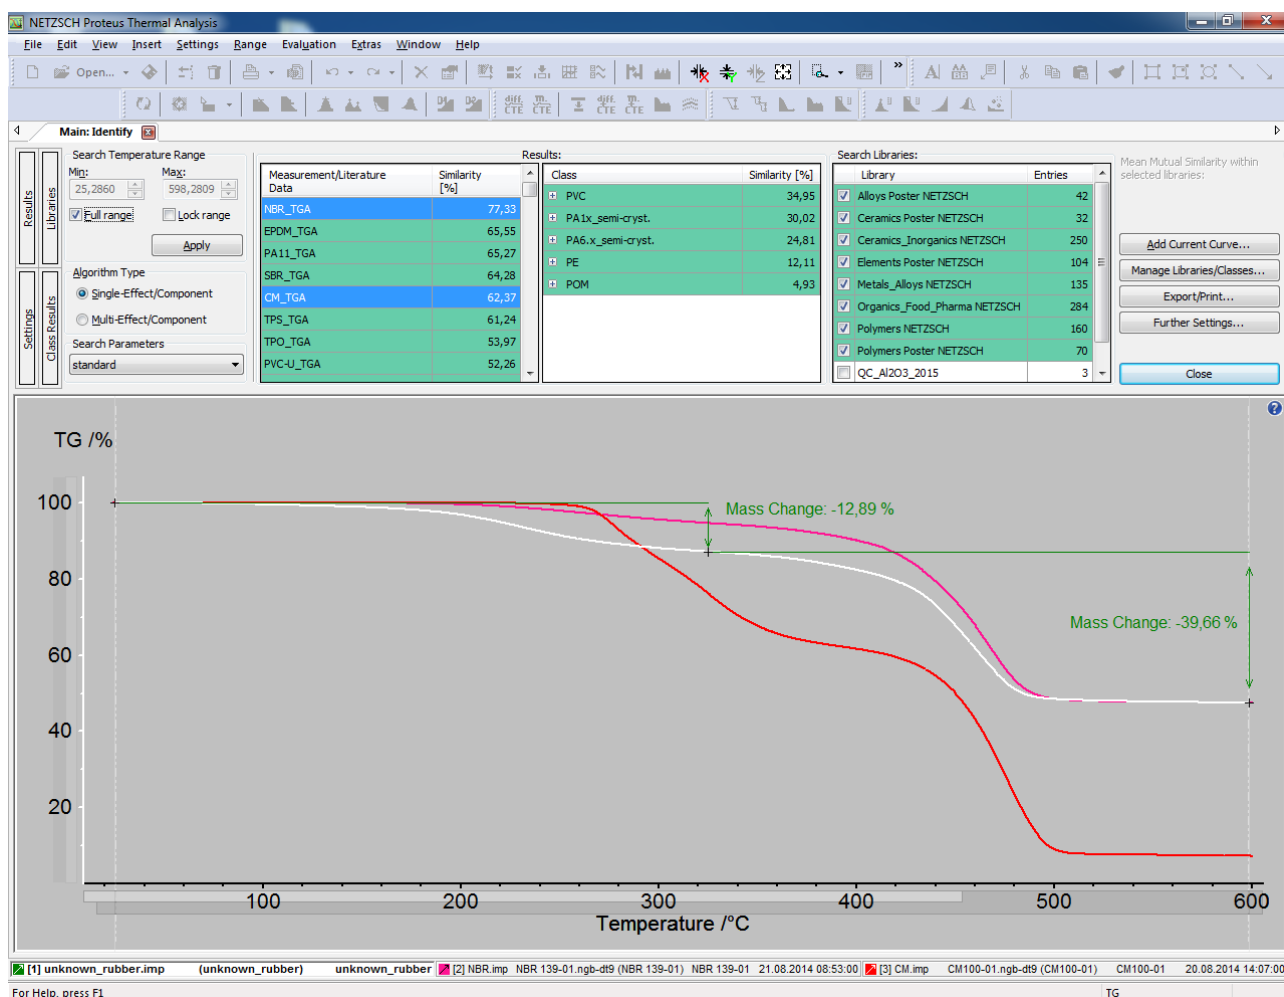 NETZSCH Proteus Thermal Analysis
File Edit View Insert Settings Range Evaluation Extras Window Help
Open...
diff. CTE m. CTE diff. CTE m. CTE
Main: Identify
Results
Libraries
Settings
Class Results
Search Temperature Range
Min: Max:
25,2860 598,2809
Full range Lock range
Apply
Algorithm Type
Single-Effect/Component
Multi-Effect/Component
Search Parameters
standard
Results:
Measurement/Literature Data Similarity [%]
NBR_TGA 77,33
EPDM_TGA 65,55
PA11_TGA 65,27
SBR_TGA 64,28
CM_TGA 62,37
TPS_TGA 61,24
TPO_TGA 53,97
PVC-U_TGA 52,26
Class Similarity [%]
PVC 34,95
PA1x_semi-cryst. 30,02
PA6.x_semi-cryst. 24,81
PE 12,11
POM 4,93
Search Libraries:
Library Entries
Alloys Poster NETZSCH 42
Ceramics Poster NETZSCH 32
Ceramics_Inorganics NETZSCH 250
Elements Poster NETZSCH 104
Metals_Alloys NETZSCH 135
Organics_Food_Pharma NETZSCH 284
Polymers NETZSCH 160
Polymers Poster NETZSCH 70
QC_Al2O3_2015 3
Mean Mutual Similarity within
selected libraries:
Add Current Curve...
Manage Libraries/Classes...
Export/Print...
Further Settings...
Close
TG /%
100
80
60
40
20
Mass Change: -12,89 %
Mass Change: -39,66 %
100 200 300 400 500 600
Temperature /°C
[1] unknown_rubber.imp (unknown_rubber) unknown_rubber [2] NBR.imp NBR 139-01.ngb-dt9 (NBR 139-01) NBR 139-01 21.08.2014 08:53:00 [3] CM.imp CM100-01.ngb-dt9 (CM100-01) CM100-01 20.08.2014 14:07:00
For Help, press F1 TG